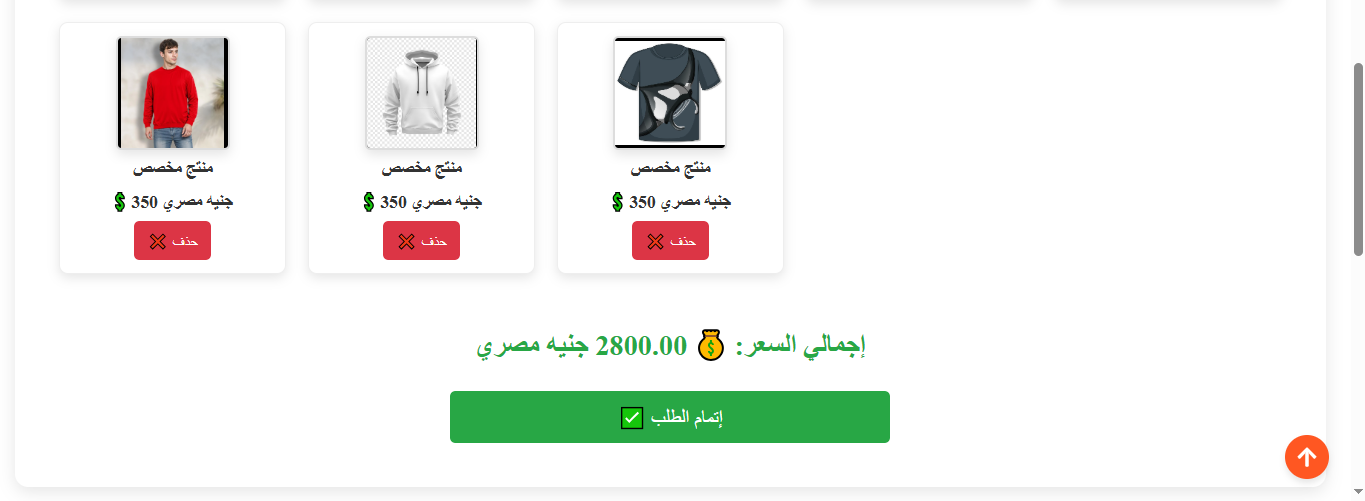 منتج مخصص
جنيه مصري 350
حذف
منتج مخصص
جنيه مصري 350
حذف
منتج مخصص
جنيه مصري 350
حذف
إجمالي السعر: 2800.00 جنيه مصري
إتمام الطلب